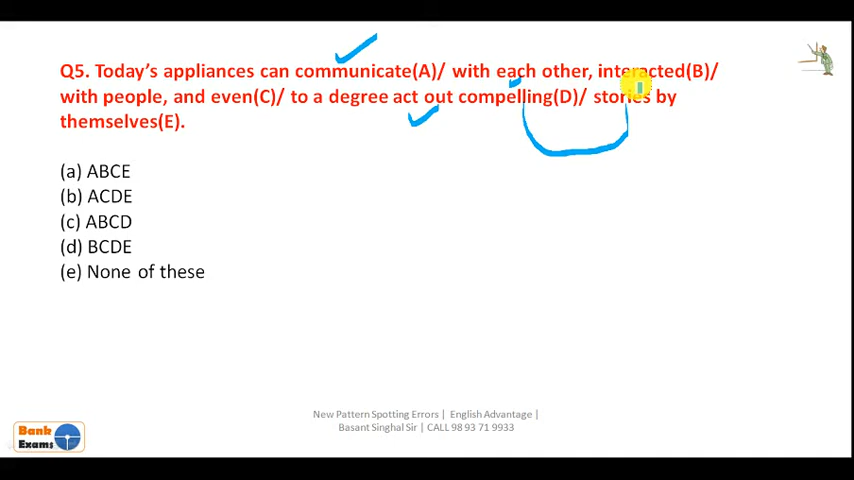 Q5. Today's appliances can communicate(A)/ with each other, interacted(B)/
with people, and even(C)/ to a degree act out compelling(D)/ stories by
themselves(E).
(a) ABCE
(b) ACDE
(c) ABCD
(d) BCDE
(e) None of these
New Pattern Spotting Errors | English Advantage |
Basant Singhal Sir | CALL 98 93 71 9933
Bank
Exams